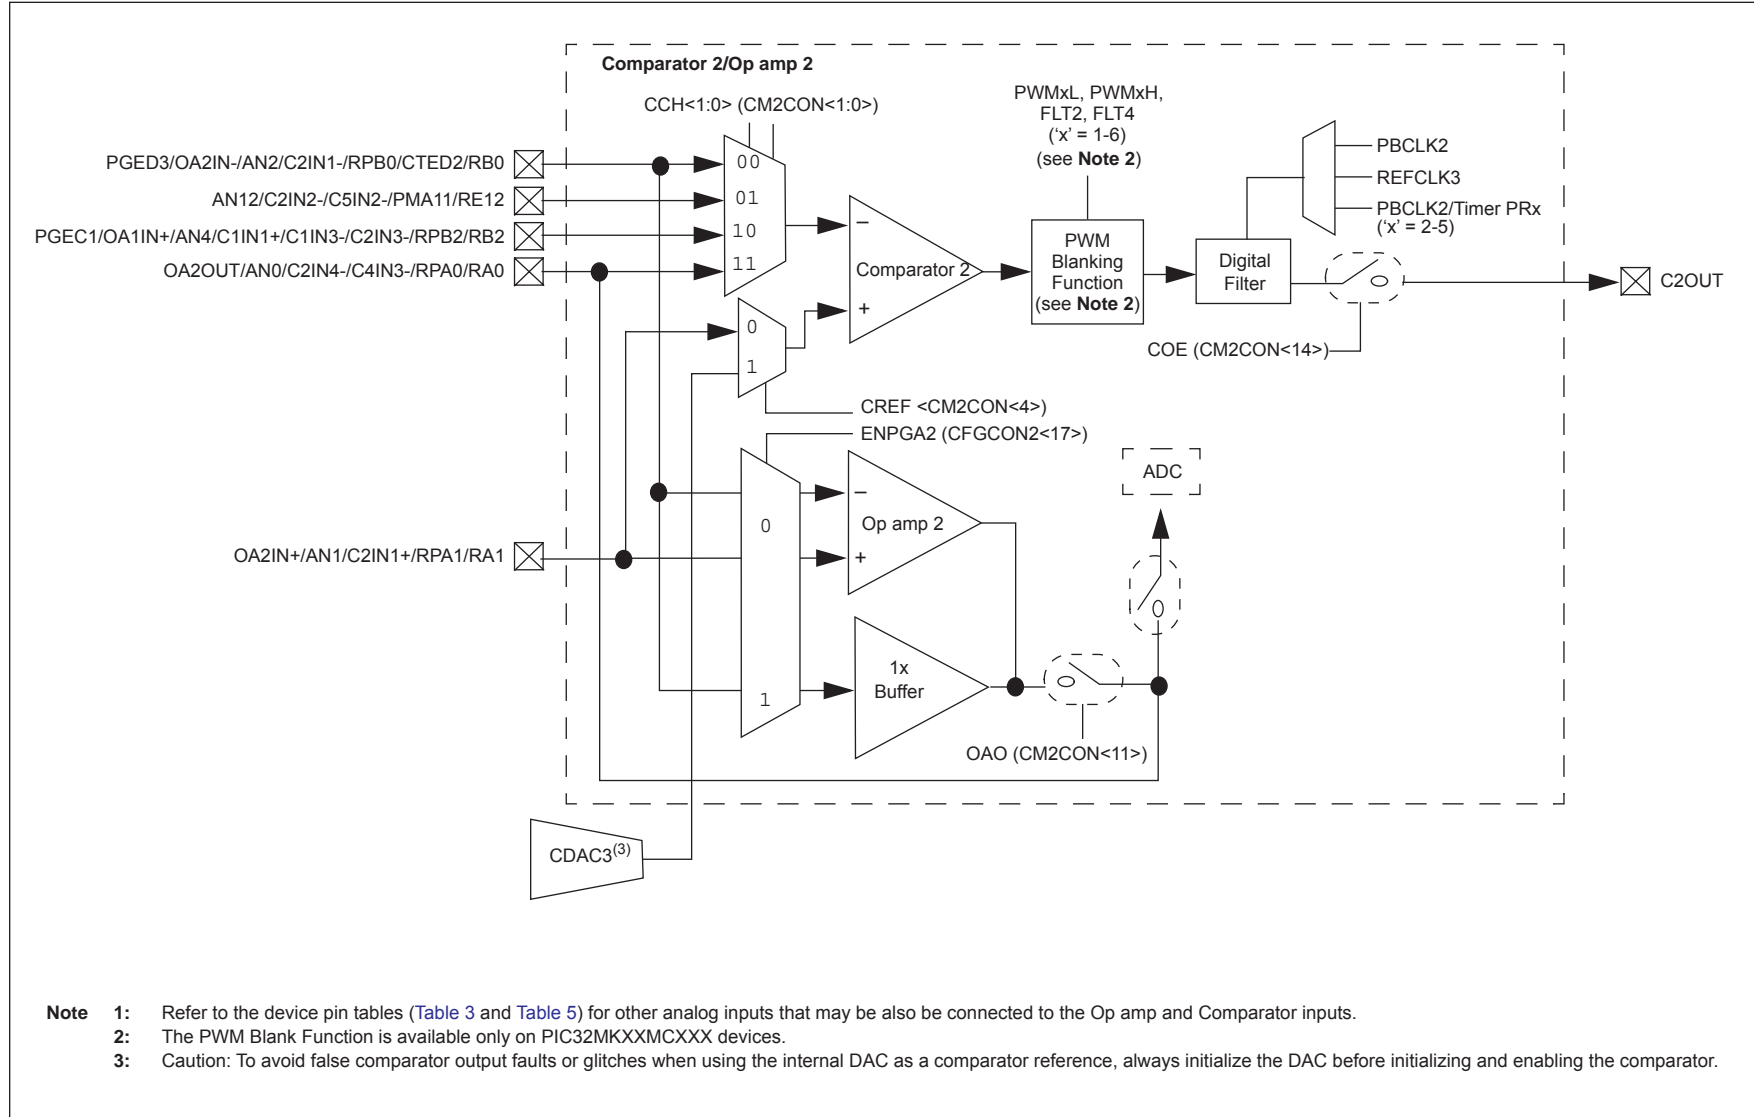 Comparator 2/Op amp 2
CCH<1:0> (CM2CON<1:0>)
PWMxL, PWMxH,
FLT2, FLT4
(‘x’ = 1-6)
(see Note 2)
PGED3/OA2IN-/AN2/C2IN1-/RPB0/CTED2/RB0
AN12/C2IN2-/C5IN2-/PMA11/RE12
PGEC1/OA1IN+/AN4/C1IN1+/C1IN3-/C2IN3-/RPB2/RB2
OA2OUT/AN0/C2IN4-/C4IN3-/RPA0/RA0
00
01
10
11
–
Comparator 2
+
0
1
PWM
Blanking
Function
(see Note 2)
Digital
Filter
PBCLK2
REFCLK3
PBCLK2/Timer PRx
(‘x’ = 2-5)
C2OUT
COE (CM2CON<14>)
CREF <CM2CON<4>)
ENPGA2 (CFGCON2<17>)
ADC
–
Op amp 2
+
0
1
OA2IN+/AN1/C2IN1+/RPA1/RA1
1x
Buffer
OAO (CM2CON<11>)
CDAC3(3)
Note 1: Refer to the device pin tables (Table 3 and Table 5) for other analog inputs that may be also be connected to the Op amp and Comparator inputs.
2: The PWM Blank Function is available only on PIC32MKXXMCXXX devices.
3: Caution: To avoid false comparator output faults or glitches when using the internal DAC as a comparator reference, always initialize the DAC before initializing and enabling the comparator.